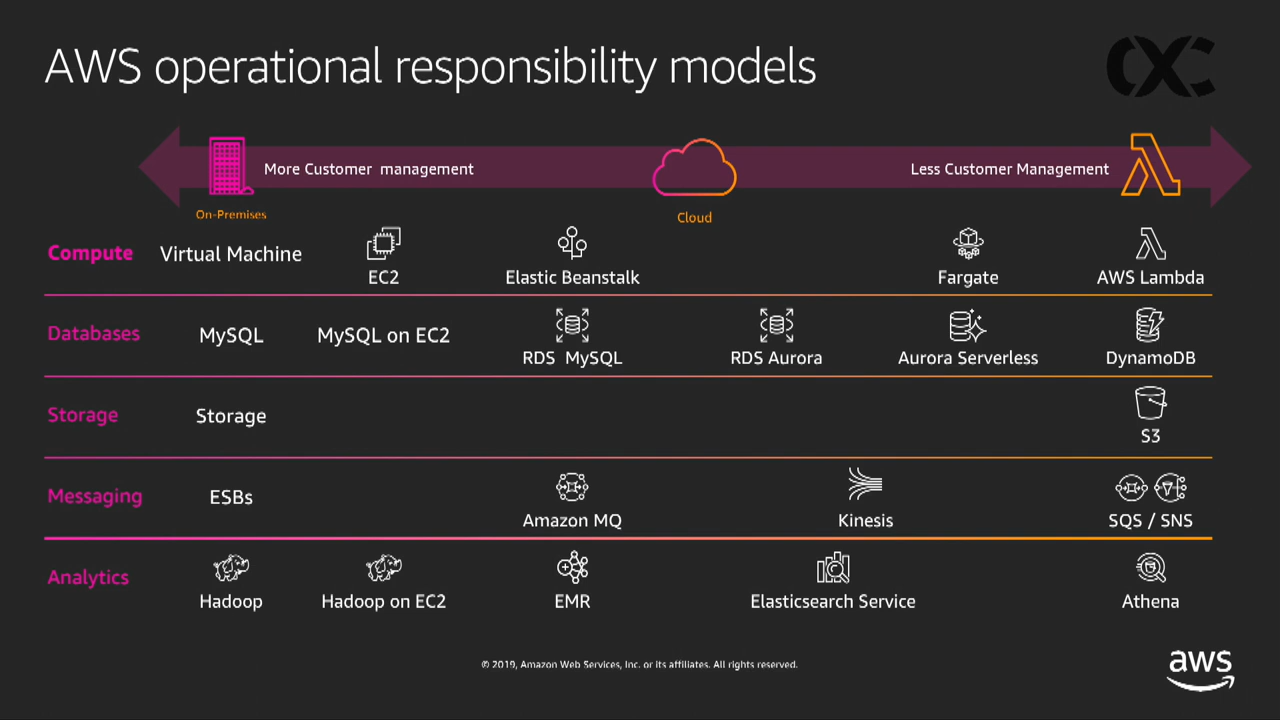 AWS operational responsibility models
More Customer  management
Less Customer Management
On-Premises
Cloud
Compute
Virtual Machine
EC2
Elastic Beanstalk
Fargate
AWS Lambda
Databases
MySQL
MySQL on EC2
RDS  MySQL
RDS Aurora
Aurora Serverless
DynamoDB
Storage
Storage
S3
Messaging
ESBs
Amazon MQ
Kinesis
SQS / SNS
Analytics
Hadoop
Hadoop on EC2
EMR
Elasticsearch Service
Athena
© 2019, Amazon Web Services, Inc. or its affiliates. All rights reserved.
aws